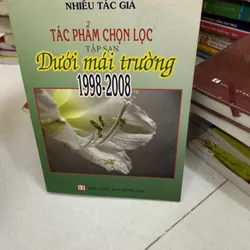 NHIỀU TÁC GIẢ
TÁC PHẨM CHỌN LỌC
TẬP SAN
Dưới mái trường
1998-2008